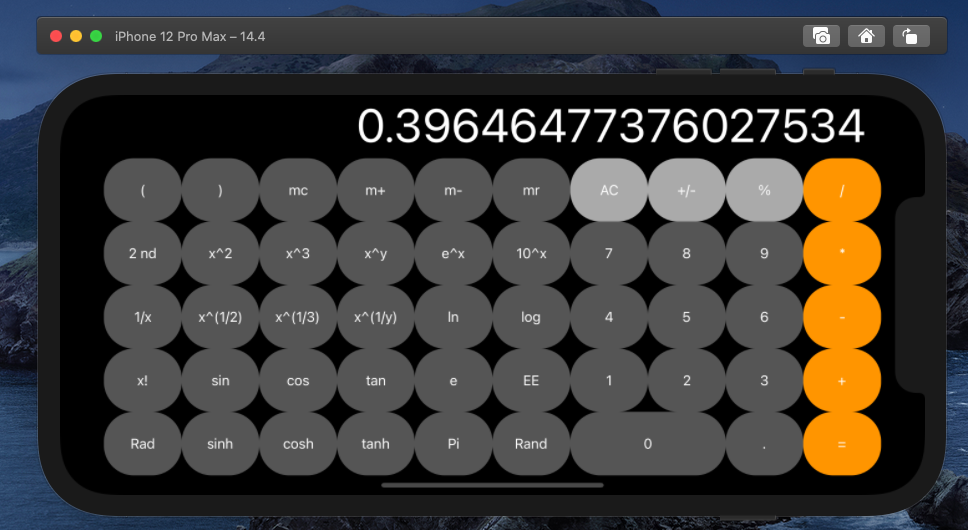 iPhone 12 Pro Max – 14.4
0.39646477376027534
( ) mc m+ m- mr AC +/- % /
2 nd x^2 x^3 x^y e^x 10^x 7 8 9 *
1/x x^(1/2) x^(1/3) x^(1/y) ln log 4 5 6 -
x! sin cos tan e EE 1 2 3 +
Rad sinh cosh tanh Pi Rand 0 . =